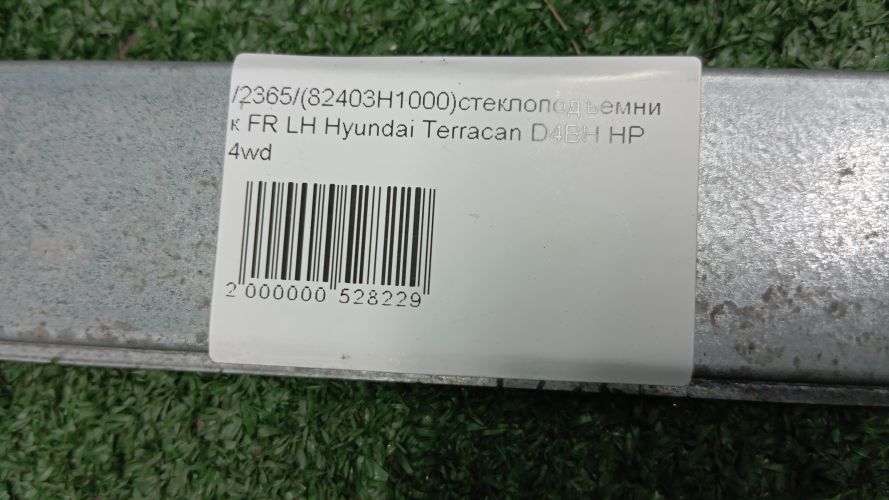 /2365/(82403H1000)стеклоподъемни
к FR LH Hyundai Terracan D4BH HP
4wd
2 000000 528229